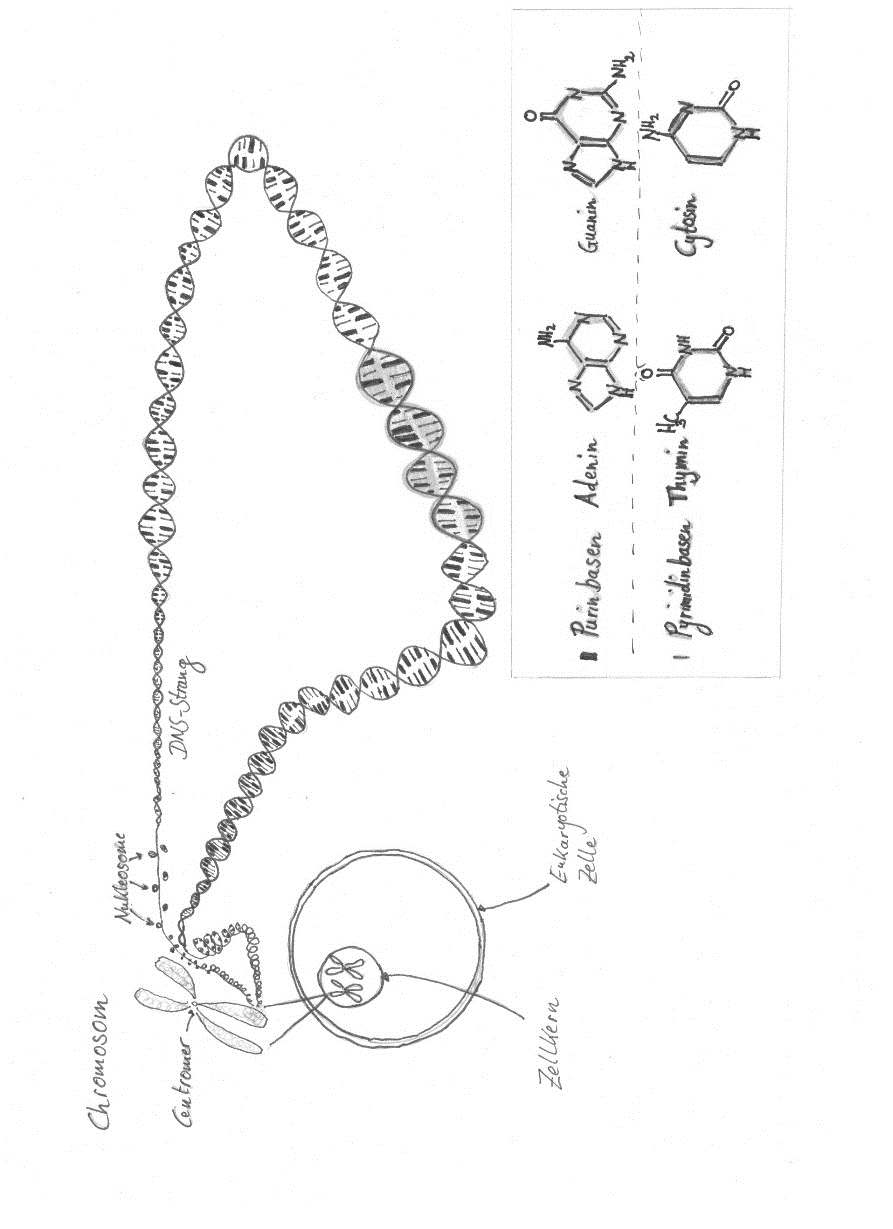 Chromosom
Nukleosome
Centromer
DNS-Strang
Zellkern
Eukaryotische
Zelle
Purinbasen Adenin
NH₂
N
N
N
N
H
Guanin
O
N
N
NH₂
N
N
H
Pyrimidinbasen Thymin
H₃C
O
NH
O
N
H
Cytosin
NH₂
N
O
N
H